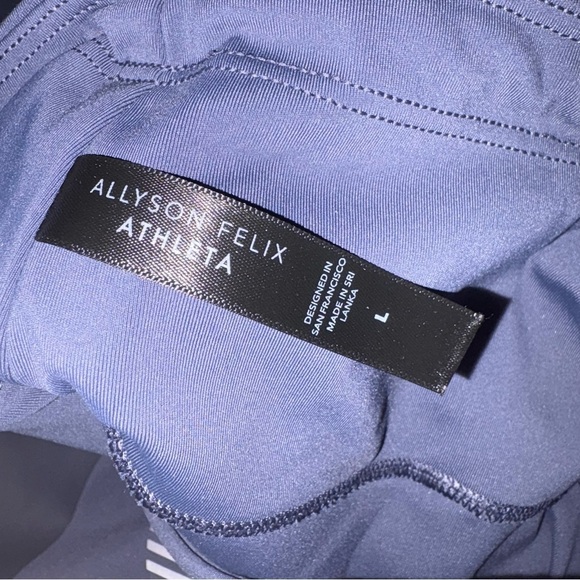 ALLYSON FELIX
ATHLETA
DESIGNED IN
SAN FRANCISCO
MADE IN SRI
LANKA
L